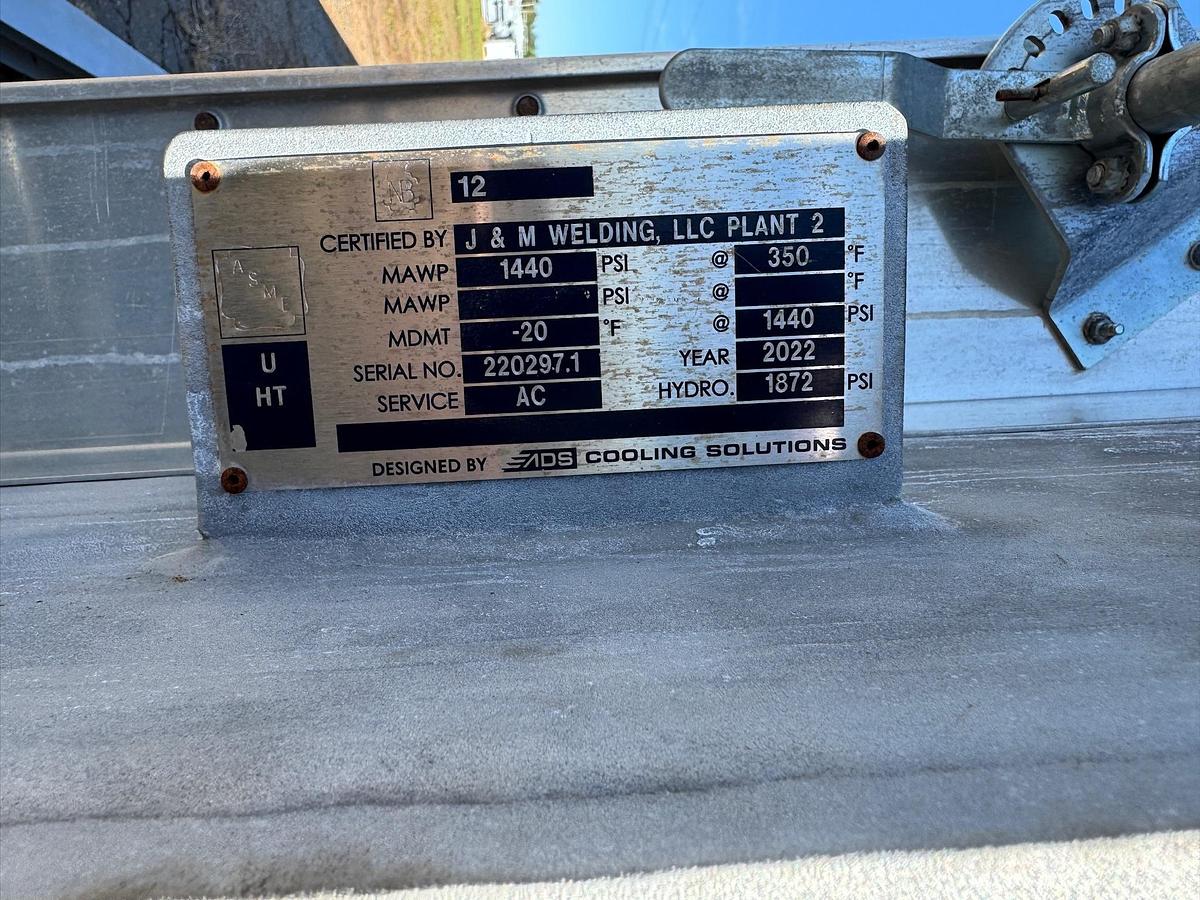 NB 12
CERTIFIED BY J & M WELDING, LLC PLANT 2
MAWP 1440 PSI @ 350 °F
MAWP PSI @ °F
MDMT -20 °F @ 1440 PSI
SERIAL NO. 220297.1 YEAR 2022
SERVICE AC HYDRO. 1872 PSI
ASME
U
HT
DESIGNED BY ADS COOLING SOLUTIONS